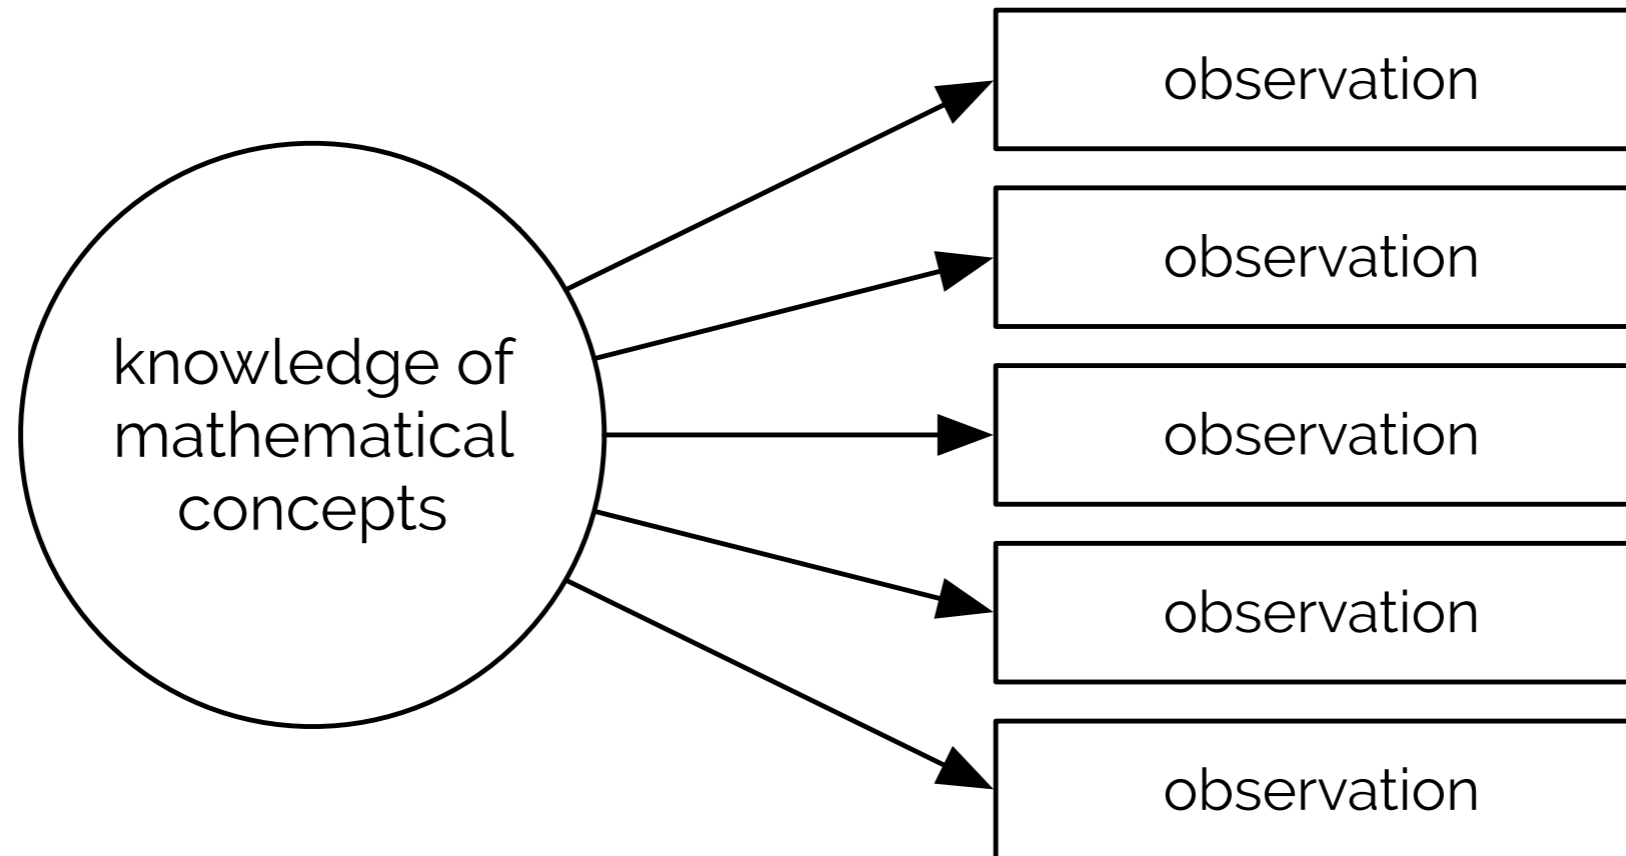 knowledge of
mathematical
concepts
observation
observation
observation
observation
observation